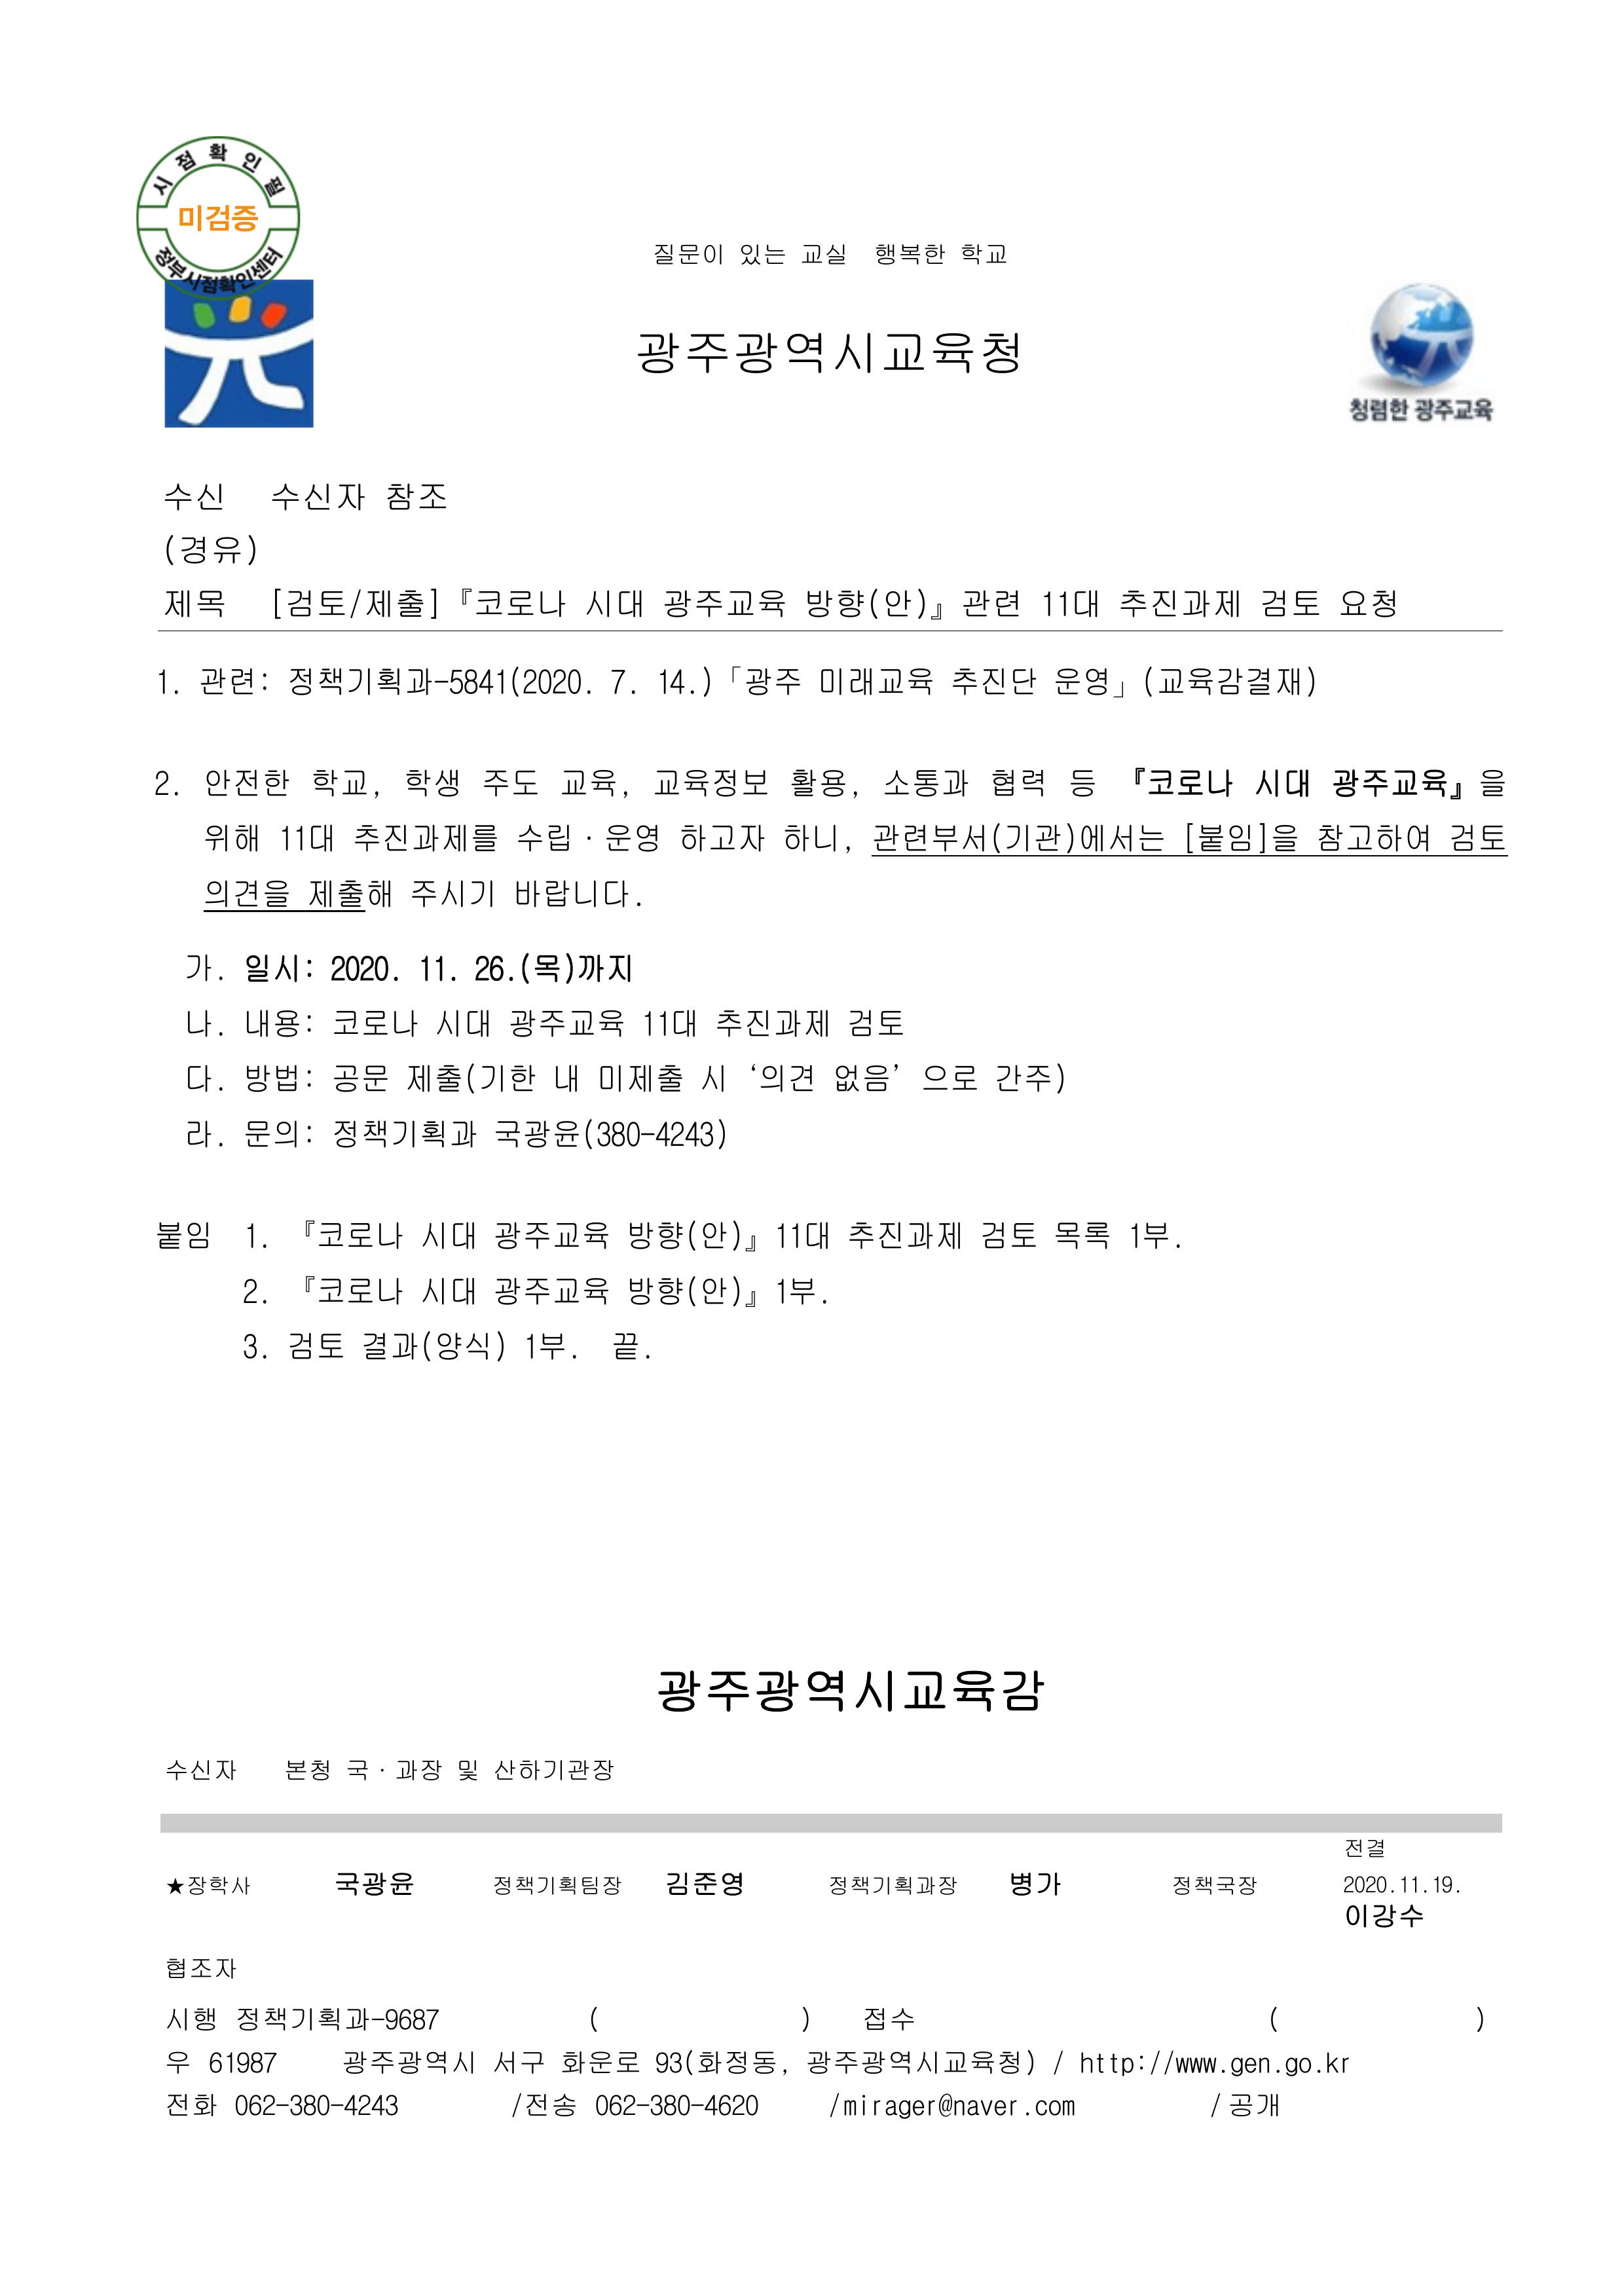 시점확인필
미검증
정부시점확인센터
질문이 있는 교실  행복한 학교
광주광역시교육청
청렴한 광주교육
수신  수신자 참조
(경유)
제목  [검토/제출]『코로나 시대 광주교육 방향(안)』관련 11대 추진과제 검토 요청
1. 관련: 정책기획과-5841(2020. 7. 14.)「광주 미래교육 추진단 운영」(교육감결재)
2. 안전한 학교, 학생 주도 교육, 교육정보 활용, 소통과 협력 등 『코로나 시대 광주교육』을
위해 11대 추진과제를 수립·운영 하고자 하니, 관련부서(기관)에서는 [붙임]을 참고하여 검토
의견을 제출해 주시기 바랍니다.
가. 일시: 2020. 11. 26.(목)까지
나. 내용: 코로나 시대 광주교육 11대 추진과제 검토
다. 방법: 공문 제출(기한 내 미제출 시 ‘의견 없음’으로 간주)
라. 문의: 정책기획과 국광윤(380-4243)
붙임  1. 『코로나 시대 광주교육 방향(안)』11대 추진과제 검토 목록 1부.
2. 『코로나 시대 광주교육 방향(안)』1부.
3. 검토 결과(양식) 1부.  끝.
광주광역시교육감
수신자  본청 국·과장 및 산하기관장
전결
★장학사  국광윤  정책기획팀장  김준영  정책기획과장  병가  정책국장  2020.11.19.
이강수
협조자
시행 정책기획과-9687  (  )  접수  (  )
우 61987  광주광역시 서구 화운로 93(화정동, 광주광역시교육청) / http://www.gen.go.kr
전화 062-380-4243  /전송 062-380-4620  /mirager@naver.com  / 공개